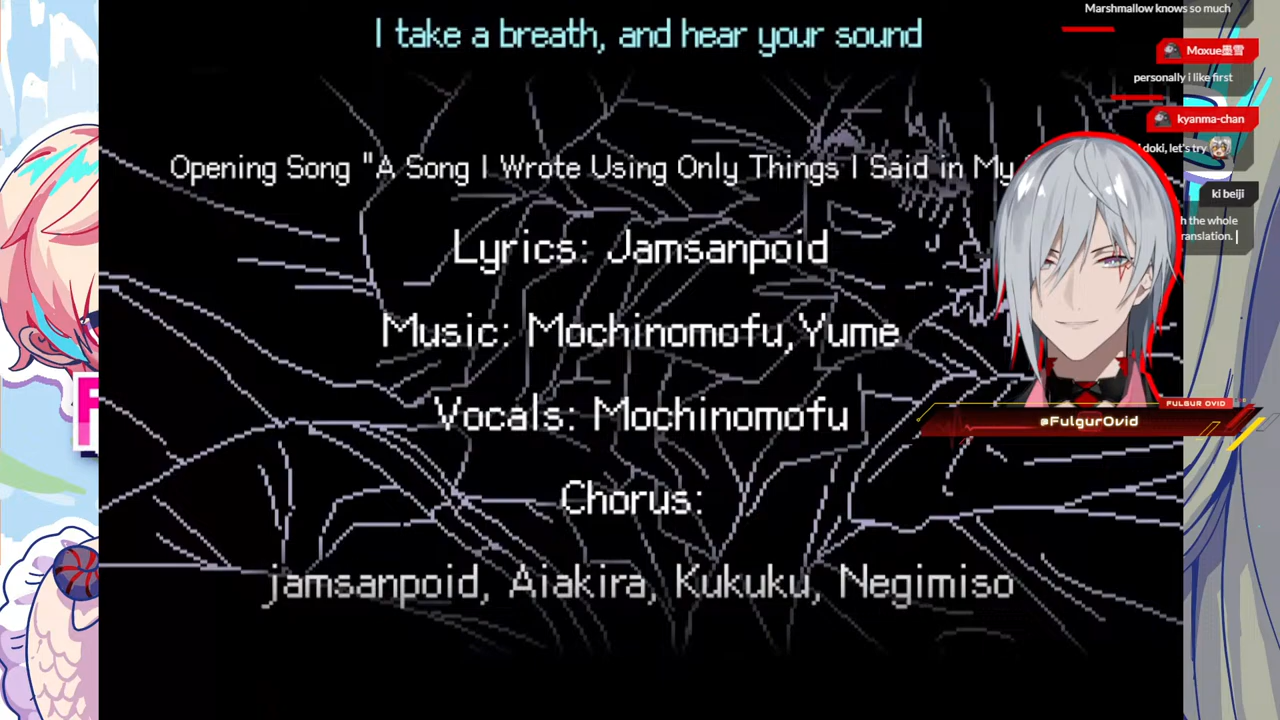 I take a breath, and hear your sound
Opening Song "A Song I Wrote Using Only Things I Said in My
Lyrics: Jamsanpoid
Music: Mochinomofu,Yume
Vocals: Mochinomofu
Chorus:
jamsanpoid, Aiakira, Kukuku, Negimiso
Marshmallow knows so much
Moxue墨雪
personally i like first
kyanma-chan
doki, let's try
ki beiji
the whole
FULGUR OVID
@FulgurOvid